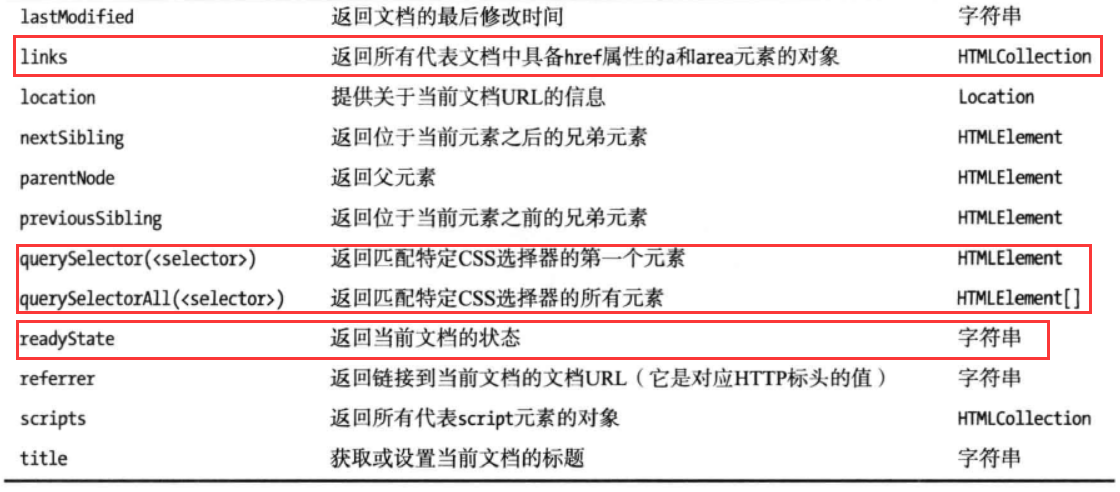 lastModified 返回文档的最后修改时间 字符串
links 返回所有代表文档中具备href属性的a和area元素的对象 HTMLCollection
location 提供关于当前文档URL的信息 Location
nextSibling 返回位于当前元素之后的兄弟元素 HTMLElement
parentNode 返回父元素 HTMLElement
previousSibling 返回位于当前元素之前的兄弟元素 HTMLElement
querySelector(<selector>) 返回匹配特定CSS选择器的第一个元素 HTMLElement
querySelectorAll(<selector>) 返回匹配特定CSS选择器的所有元素 HTMLElement[]
readyState 返回当前文档的状态 字符串
referrer 返回链接到当前文档的文档URL（它是对应HTTP标头的值） 字符串
scripts 返回所有代表script元素的对象 HTMLCollection
title 获取或设置当前文档的标题 字符串